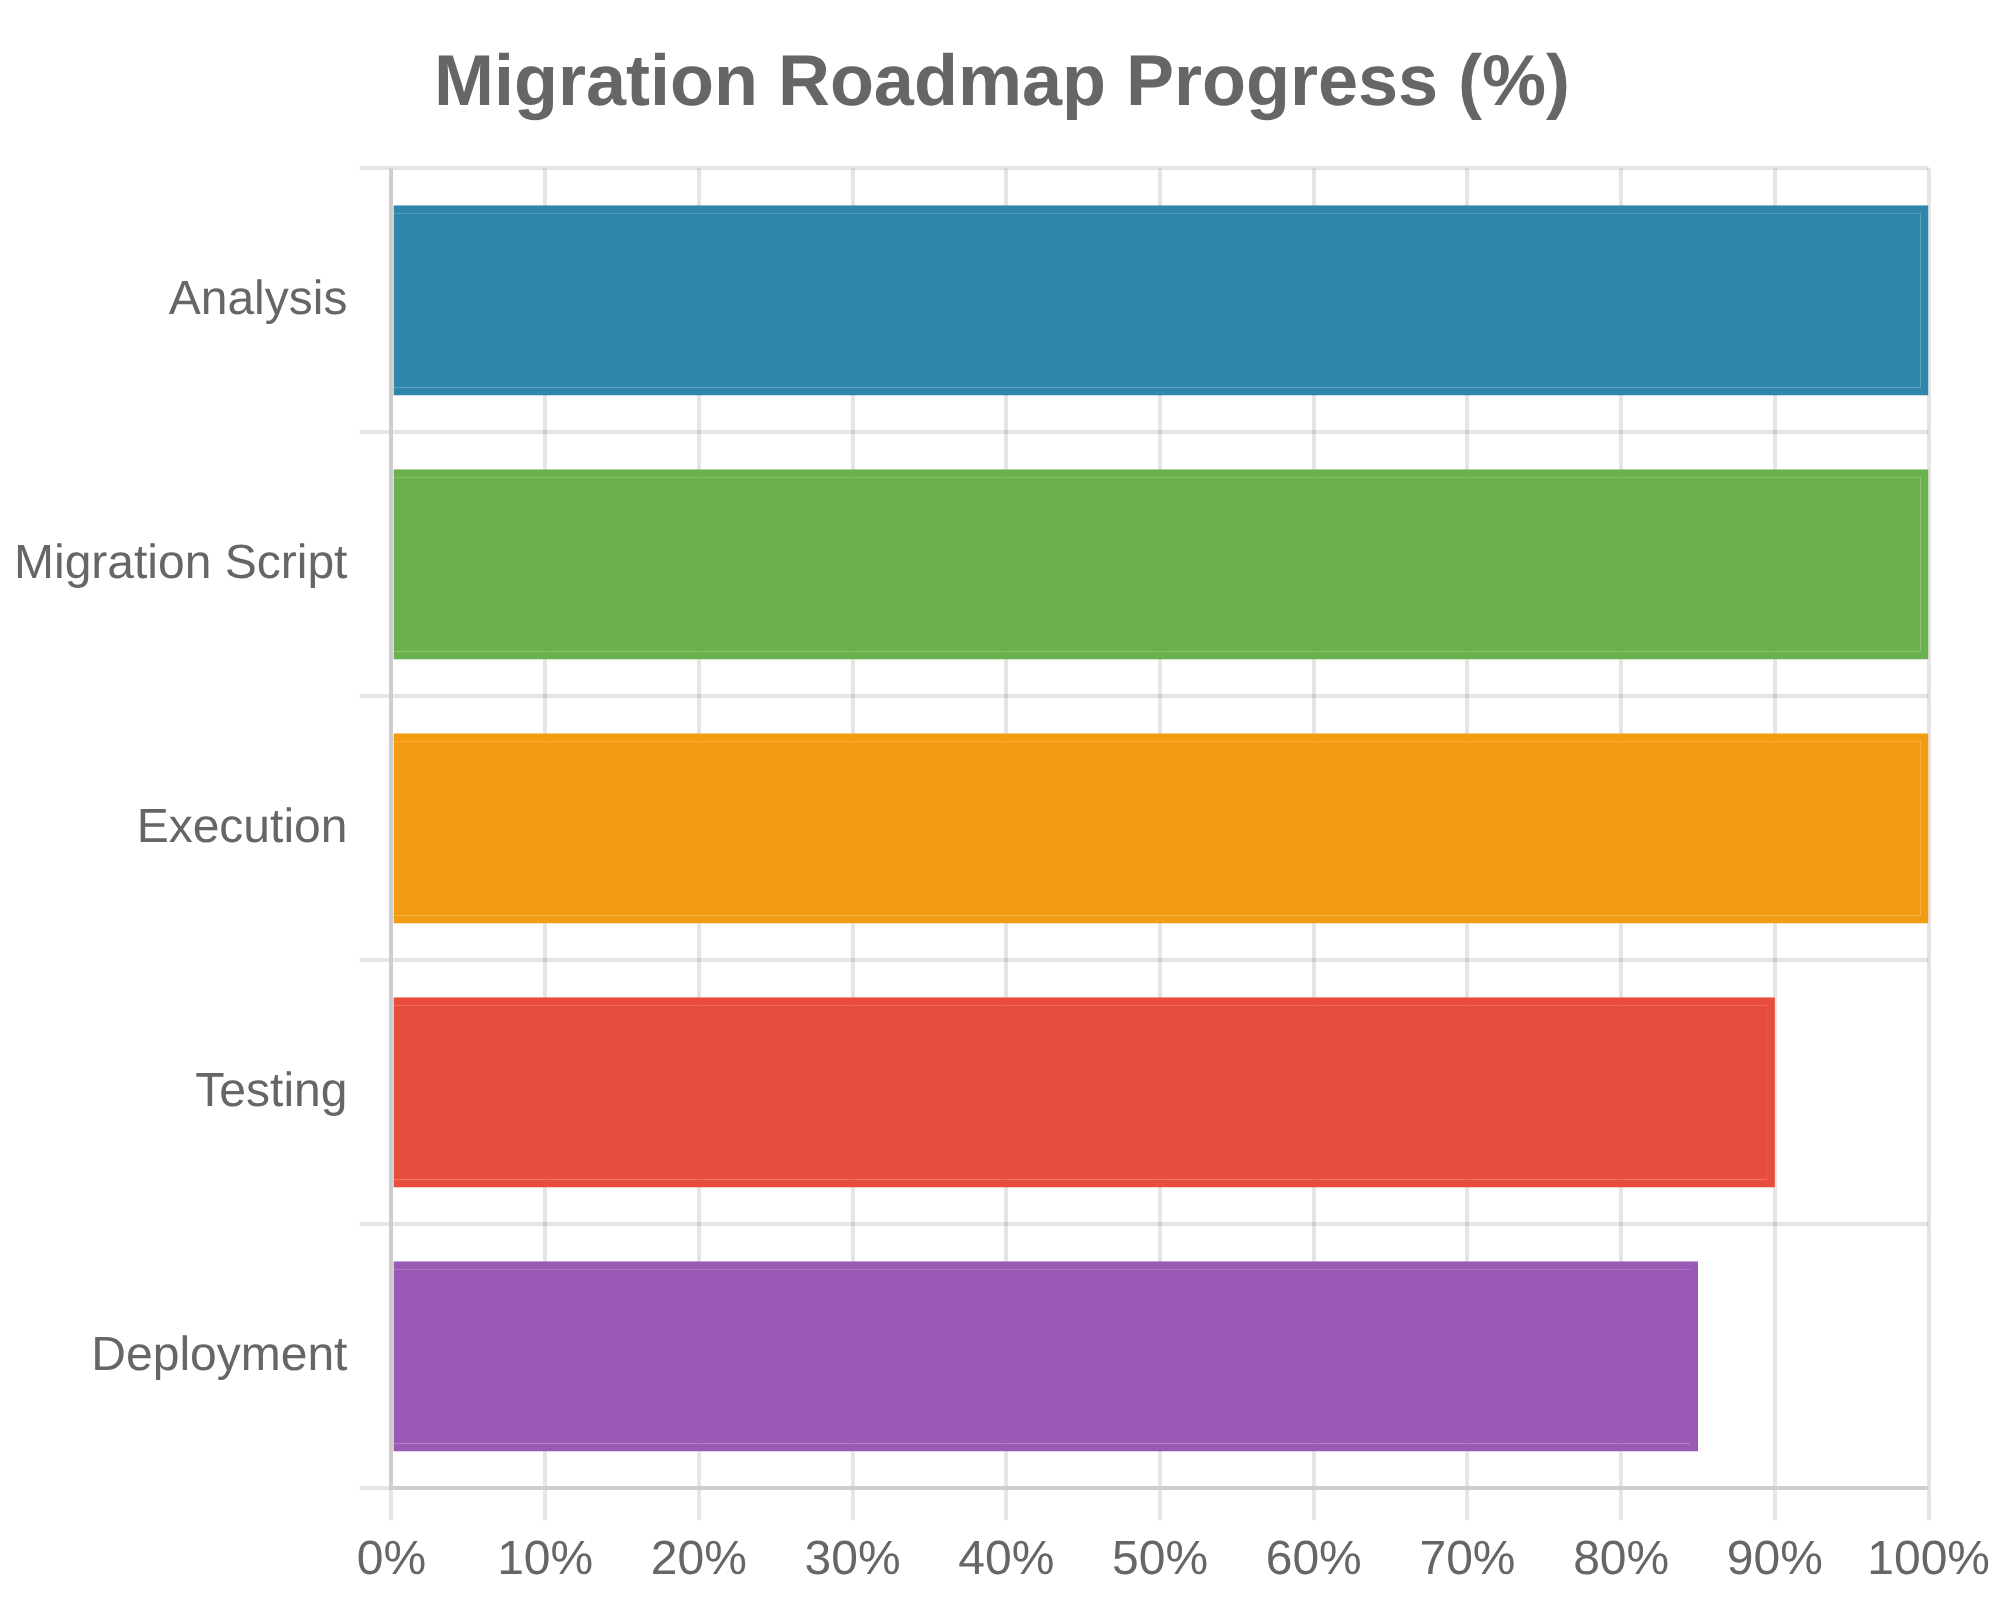 Migration Roadmap Progress (%)
Analysis
Migration Script
Execution
Testing
Deployment
0% 10% 20% 30% 40% 50% 60% 70% 80% 90% 100%